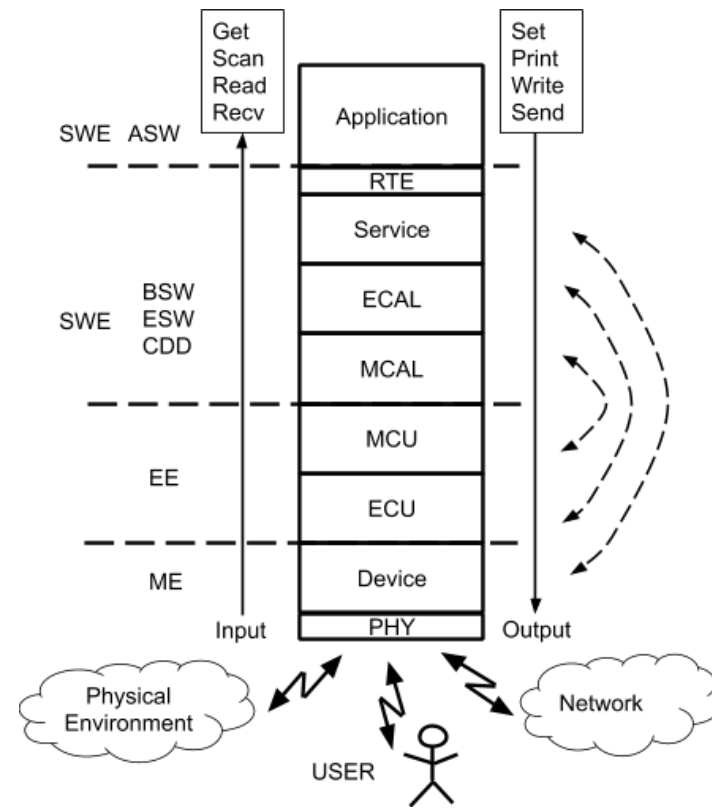 Get
Scan
Read
Recv
Set
Print
Write
Send
Application
SWE ASW
RTE
Service
BSW
ESW
CDD
SWE
ECAL
MCAL
MCU
EE
ECU
ME
Device
Input
PHY
Output
Physical
Environment
Network
USER